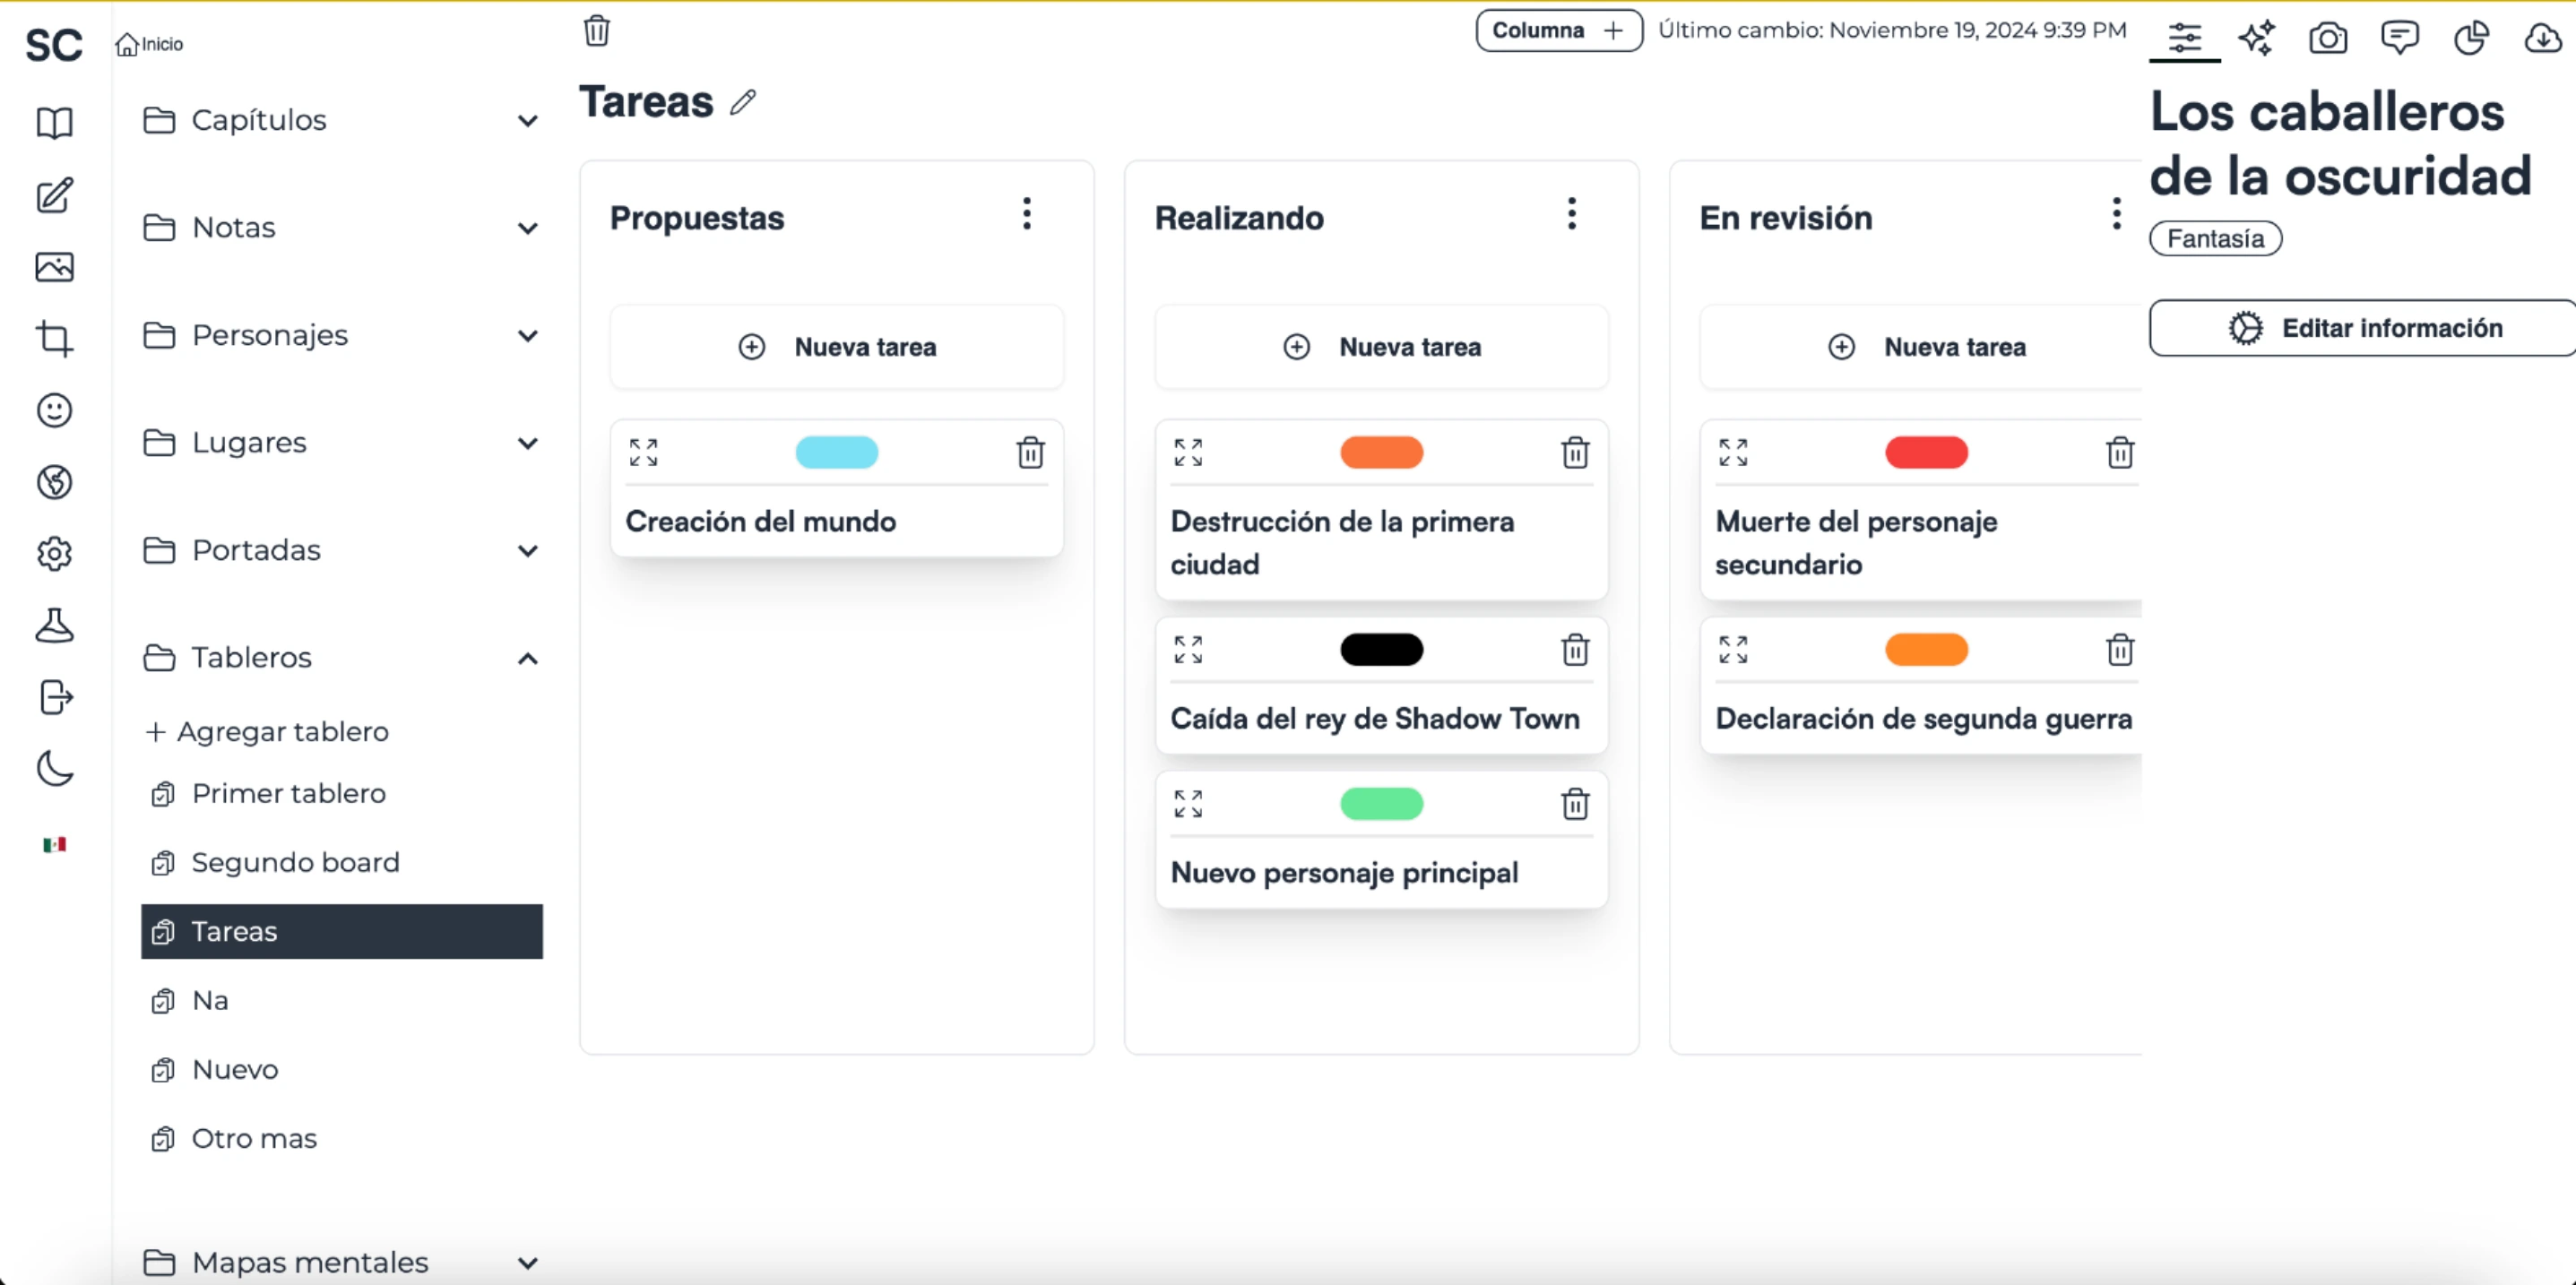 SC
Inicio
Capítulos
Notas
Personajes
Lugares
Portadas
Tableros
+ Agregar tablero
Primer tablero
Segundo board
Tareas
Na
Nuevo
Otro mas
Mapas mentales
Columna +
Último cambio: Noviembre 19, 2024 9:39 PM
Tareas
Propuestas
Nueva tarea
Creación del mundo
Realizando
Nueva tarea
Destrucción de la primera
ciudad
Caída del rey de Shadow Town
Nuevo personaje principal
En revisión
Nueva tarea
Muerte del personaje
secundario
Declaración de segunda guerra
Los caballeros
de la oscuridad
Fantasía
Editar información